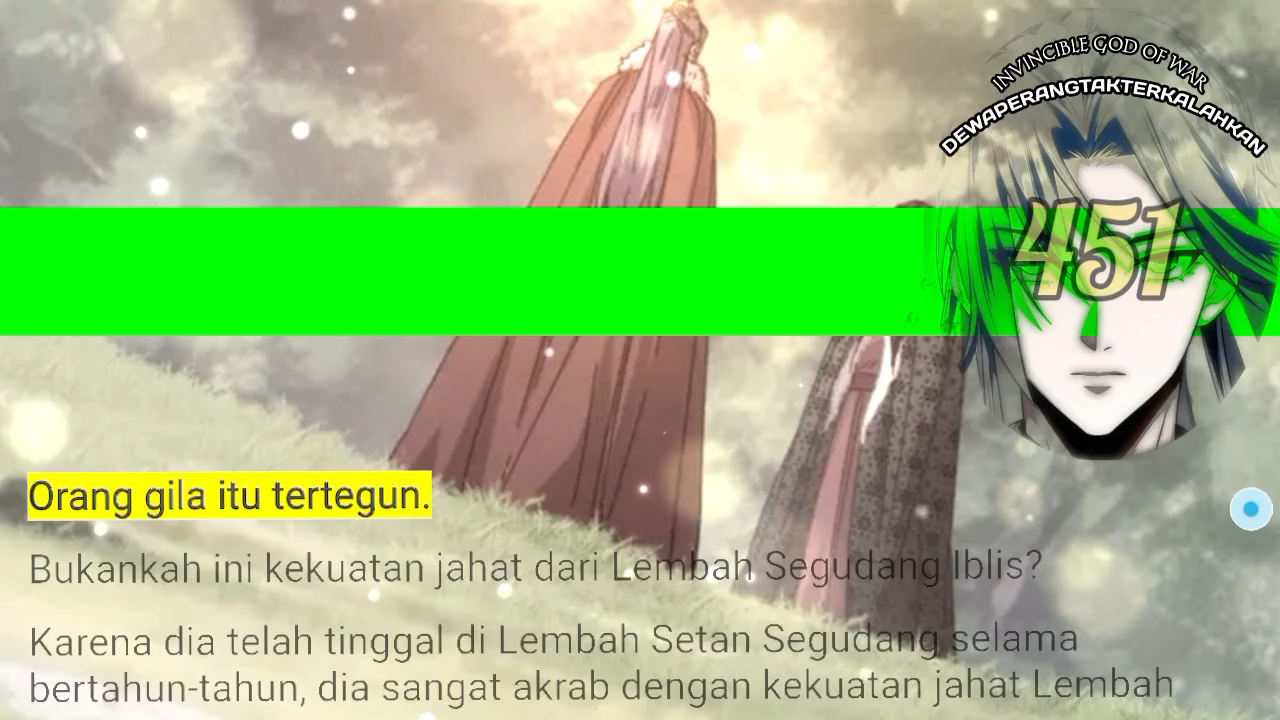 INVINCIBLE GOD OF WAR
DEWAPERANGTAKTERKALAHKAN
451
Orang gila itu tertegun.
Bukankah ini kekuatan jahat dari Lembah Segudang Iblis?
Karena dia telah tinggal di Lembah Setan Segudang selama
bertahun-tahun, dia sangat akrab dengan kekuatan jahat Lembah